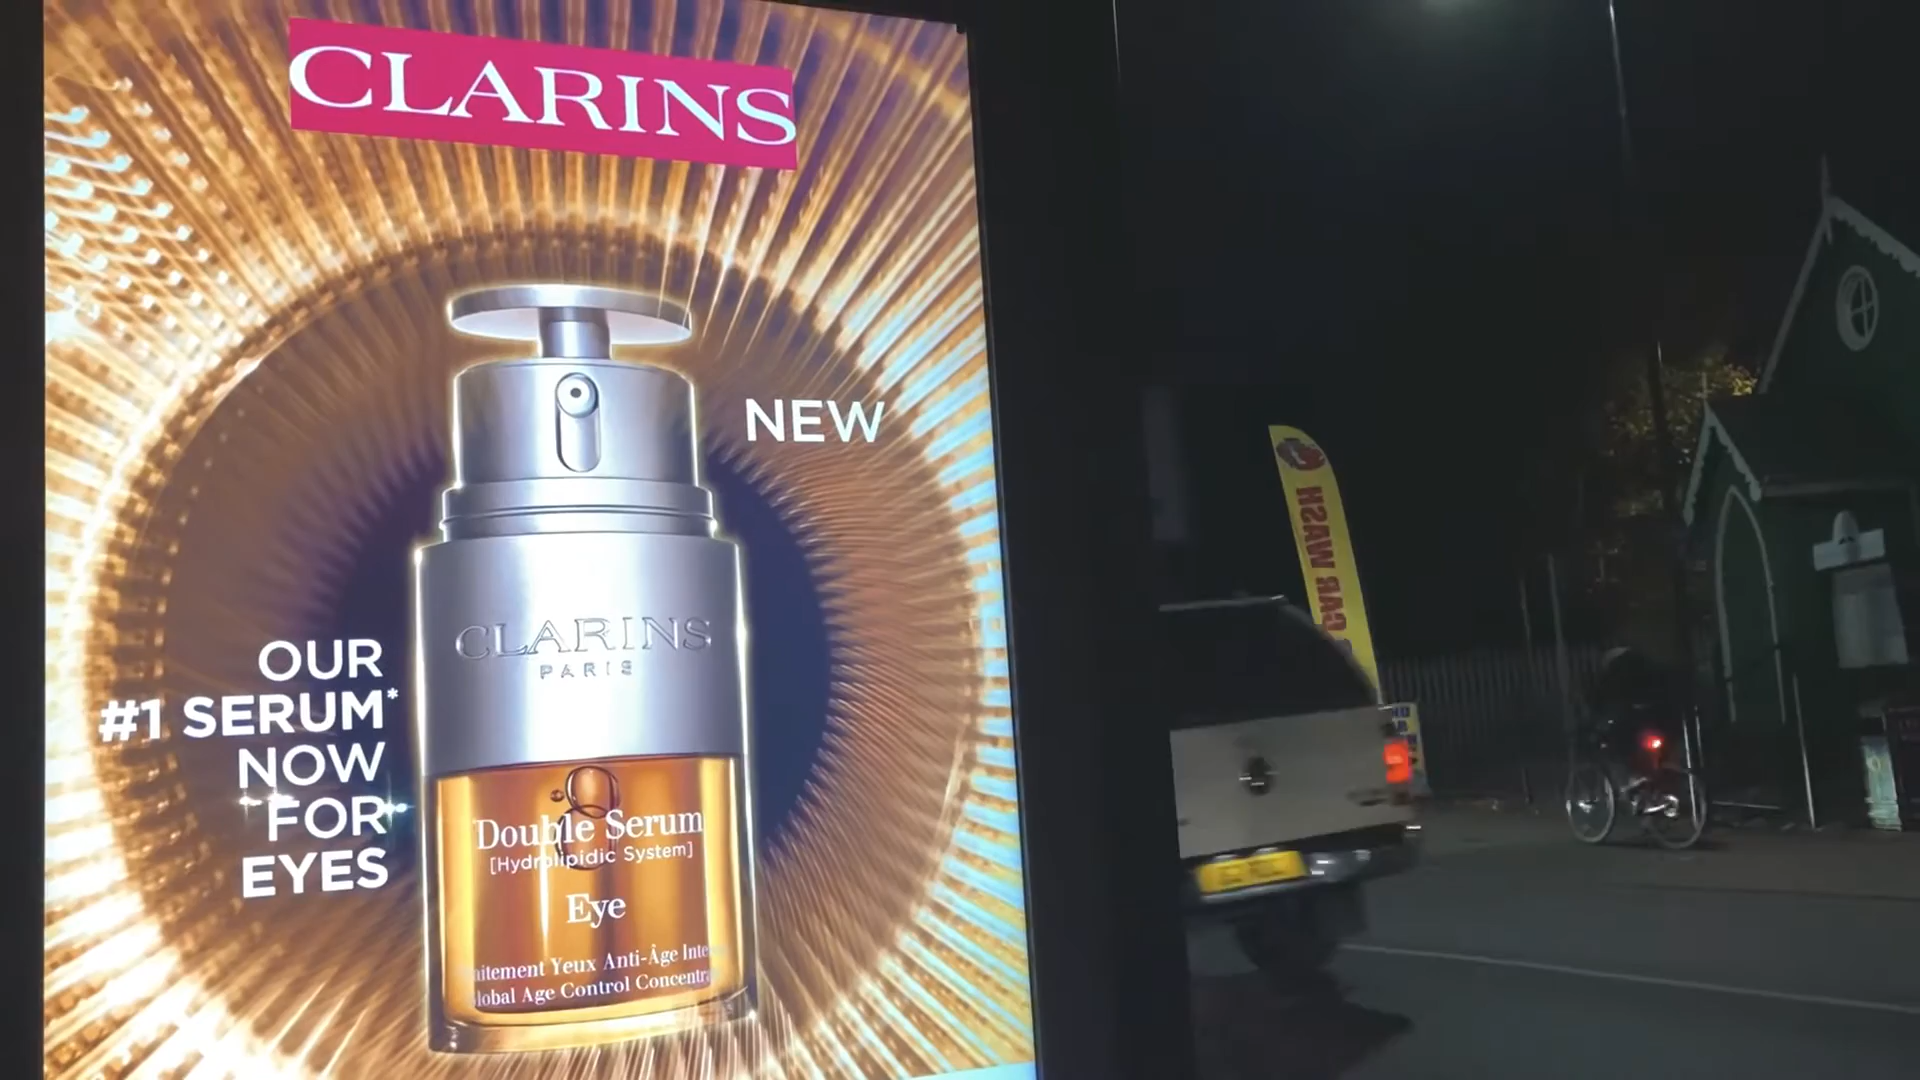 CLARINS
NEW
CLARINS
PARIS
OUR
#1 SERUM*
NOW
FOR
EYES
Double Serum
[Hydrolipidic System]
Eye
Yeux Anti-Âge
Age Control
CAR WASH